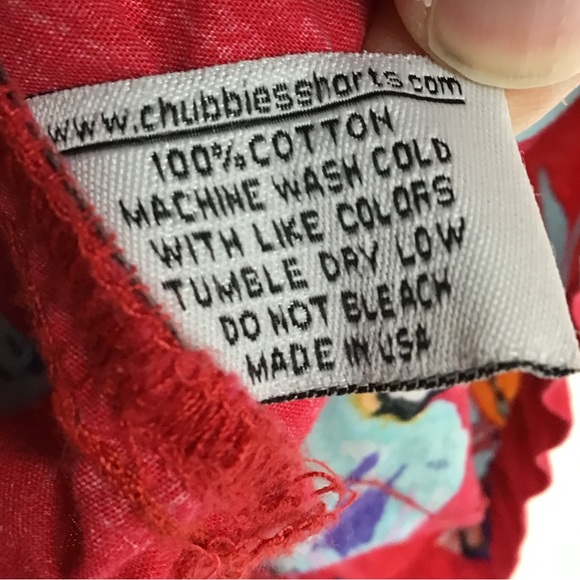 www.chubbiesshorts.com
100% COTTON
MACHINE WASH COLD
WITH LIKE COLORS
TUMBLE DRY LOW
DO NOT BLEACH
MADE IN USA